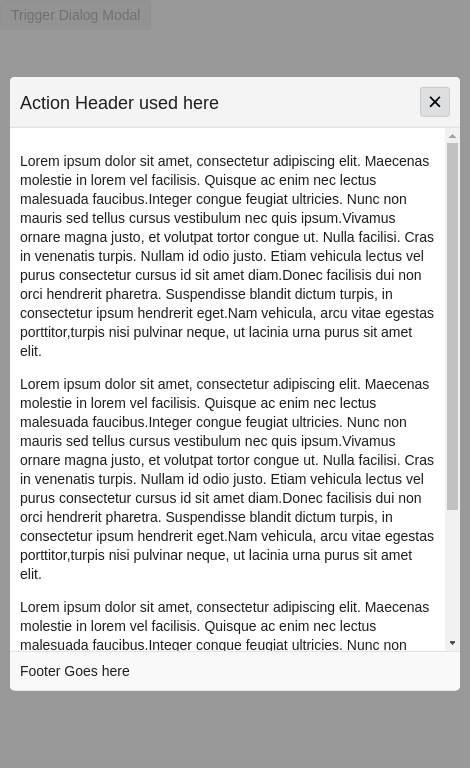 Trigger Dialog Modal
Action Header used here
Lorem ipsum dolor sit amet, consectetur adipiscing elit. Maecenas
molestie in lorem vel facilisis. Quisque ac enim nec lectus
malesuada faucibus.Integer congue feugiat ultricies. Nunc non
mauris sed tellus cursus vestibulum nec quis ipsum.Vivamus
ornare magna justo, et volutpat tortor congue ut. Nulla facilisi. Cras
in venenatis turpis. Nullam id odio justo. Etiam vehicula lectus vel
purus consectetur cursus id sit amet diam.Donec facilisis dui non
orci hendrerit pharetra. Suspendisse blandit dictum turpis, in
consectetur ipsum hendrerit eget.Nam vehicula, arcu vitae egestas
porttitor,turpis nisi pulvinar neque, ut lacinia urna purus sit amet
elit.
Lorem ipsum dolor sit amet, consectetur adipiscing elit. Maecenas
molestie in lorem vel facilisis. Quisque ac enim nec lectus
malesuada faucibus.Integer congue feugiat ultricies. Nunc non
mauris sed tellus cursus vestibulum nec quis ipsum.Vivamus
ornare magna justo, et volutpat tortor congue ut. Nulla facilisi. Cras
in venenatis turpis. Nullam id odio justo. Etiam vehicula lectus vel
purus consectetur cursus id sit amet diam.Donec facilisis dui non
orci hendrerit pharetra. Suspendisse blandit dictum turpis, in
consectetur ipsum hendrerit eget.Nam vehicula, arcu vitae egestas
porttitor,turpis nisi pulvinar neque, ut lacinia urna purus sit amet
elit.
Lorem ipsum dolor sit amet, consectetur adipiscing elit. Maecenas
molestie in lorem vel facilisis. Quisque ac enim nec lectus
malesuada faucibus.Integer congue feugiat ultricies. Nunc non
Footer Goes here